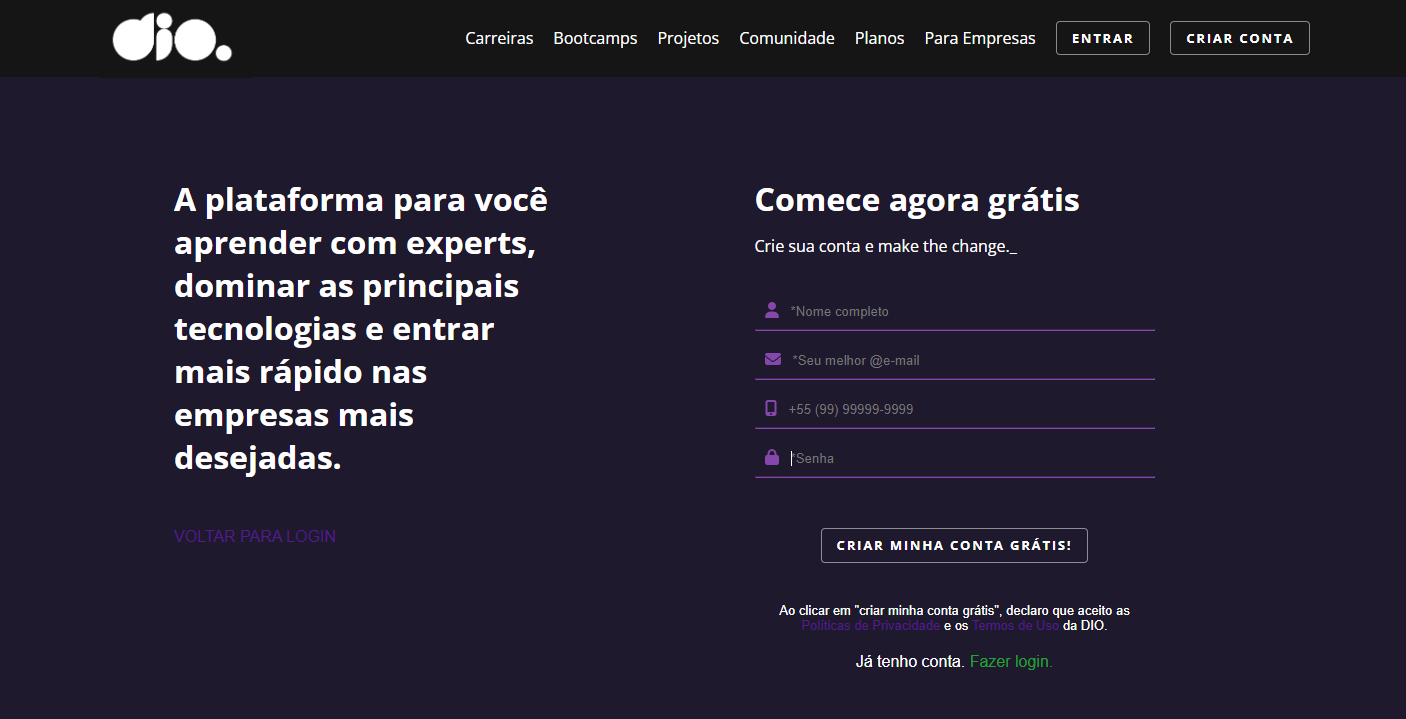 dio.
Carreiras Bootcamps Projetos Comunidade Planos Para Empresas ENTRAR CRIAR CONTA
A plataforma para você
aprender com experts,
dominar as principais
tecnologias e entrar
mais rápido nas
empresas mais
desejadas.
VOLTAR PARA LOGIN
Comece agora grátis
Crie sua conta e make the change._
*Nome completo
*Seu melhor @e-mail
+55 (99) 99999-9999
*Senha
CRIAR MINHA CONTA GRÁTIS!
Ao clicar em "criar minha conta grátis", declaro que aceito as
Políticas de Privacidade e os Termos de Uso da DIO.
Já tenho conta. Fazer login.